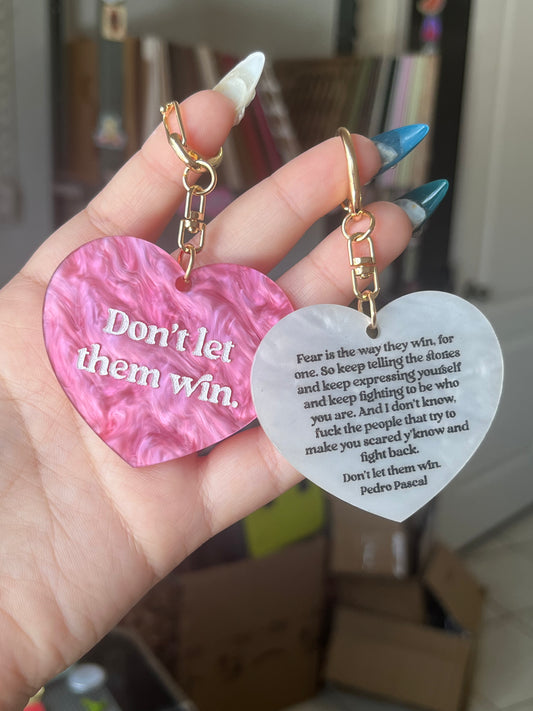 Don't let
them win.
Fear is the way they win, for
one. So keep telling the stories
and keep expressing yourself
and keep fighting to be who
you are. And I don't know,
fuck the people that try to
make you scared y'know and
fight back.
Don't let them win.
Pedro Pascal